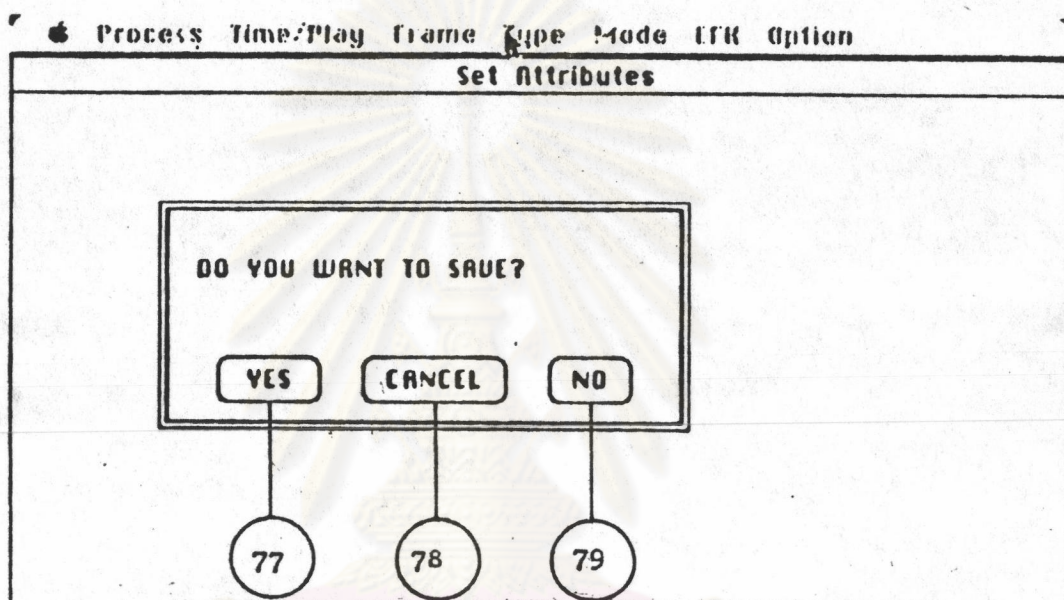 Process Time/Play Frame Type Mode Option
Set Attributes
DO YOU WANT TO SAVE?
YES CANCEL NO
77 78 79